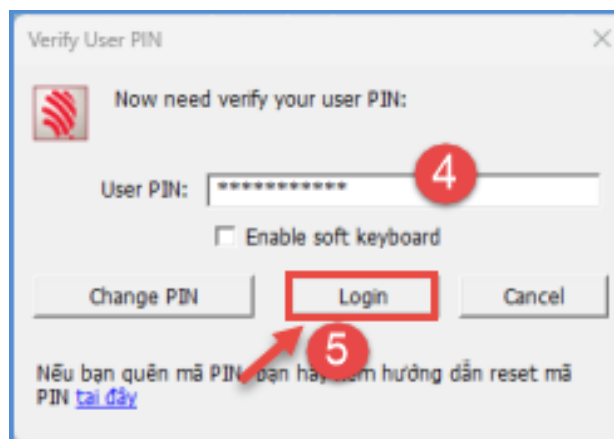 Verify User PIN
Now need verify your user PIN:
User PIN: *********** 4
Enable soft keyboard
Change PIN Login Cancel
5
Nếu bạn quên mã PIN, bạn hãy xem hướng dẫn reset mã
PIN tại đây